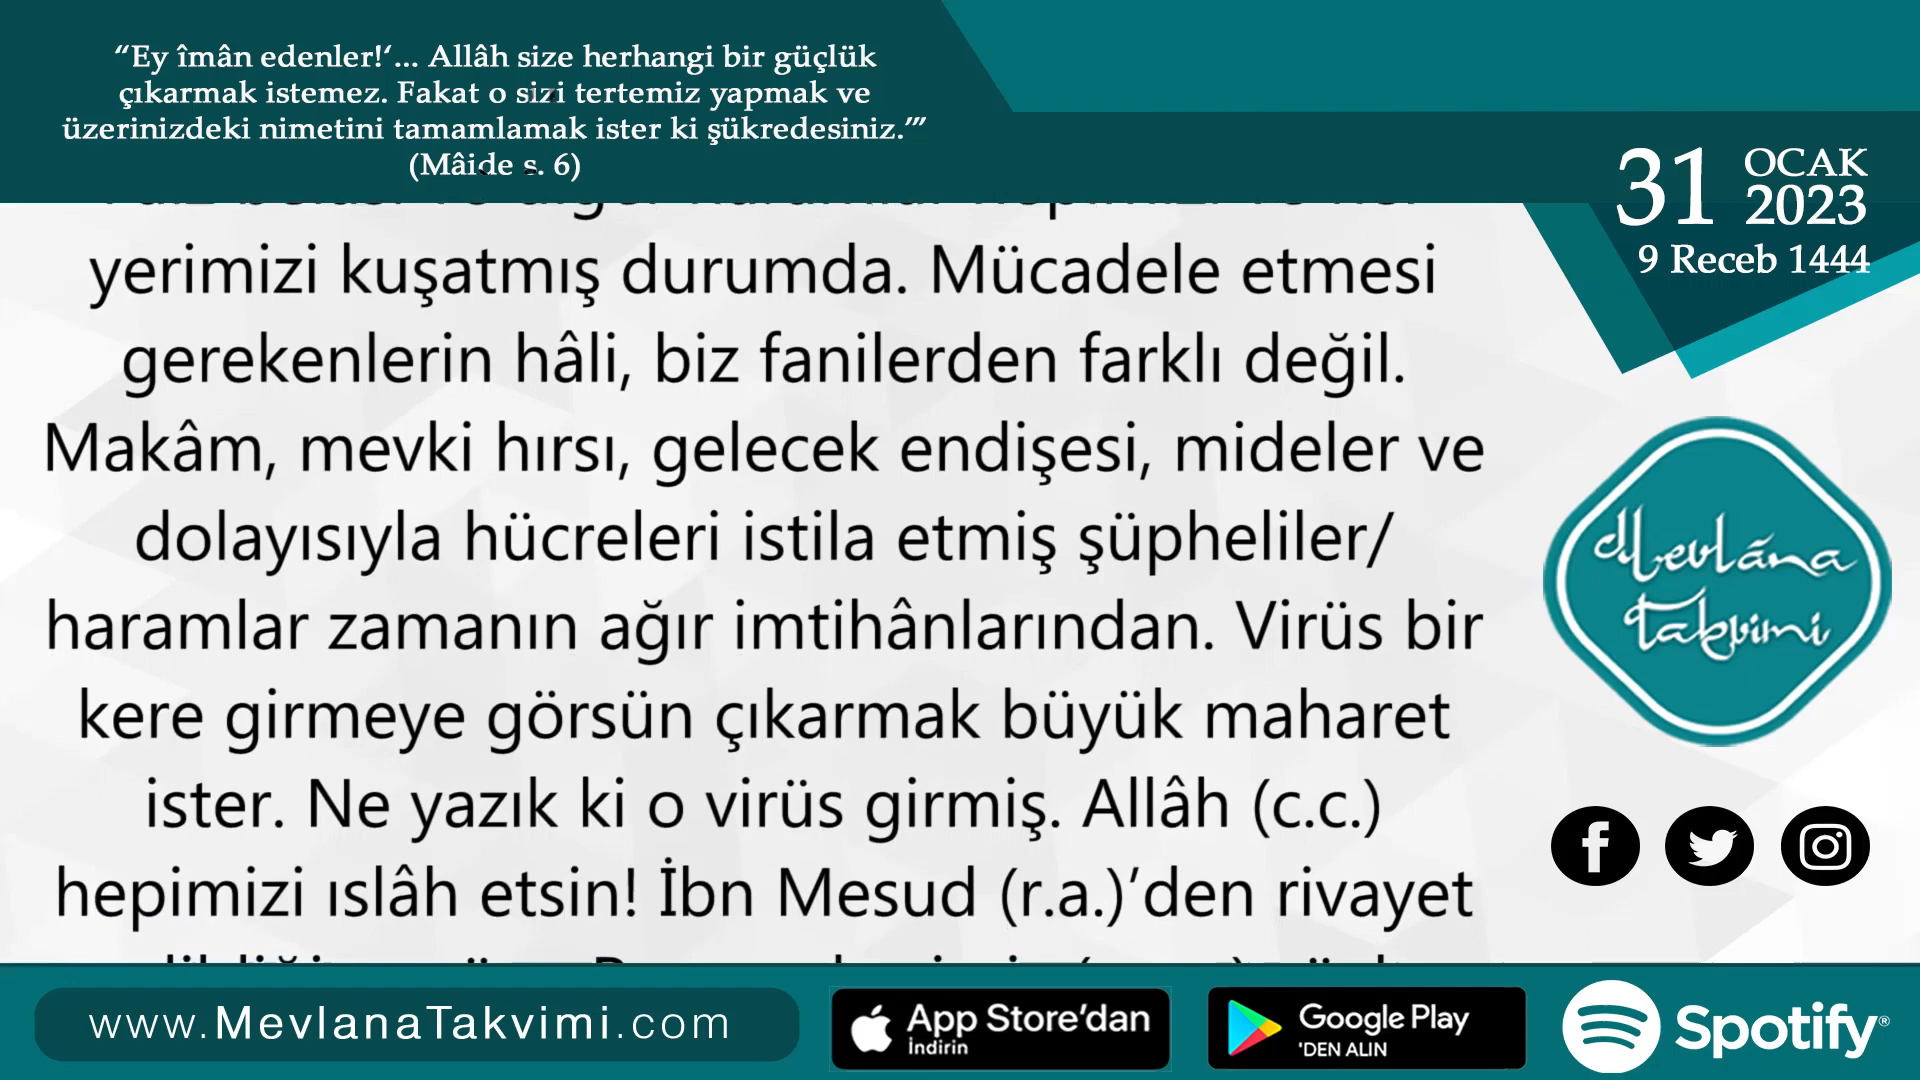 “Ey îmân edenler!‘... Allâh size herhangi bir güçlük
çıkarmak istemez. Fakat o sizi tertemiz yapmak ve
üzerinizdeki nimetini tamamlamak ister ki şükredesiniz.’”
(Mâide s. 6)
31 OCAK
2023
9 Receb 1444
yerimizi kuşatmış durumda. Mücadele etmesi
gerekenlerin hâli, biz fanilerden farklı değil.
Makâm, mevki hırsı, gelecek endişesi, mideler ve
dolayısıyla hücreleri istila etmiş şüpheliler/
haramlar zamanın ağır imtihânlarından. Virüs bir
kere girmeye görsün çıkarmak büyük maharet
ister. Ne yazık ki o virüs girmiş. Allâh (c.c.)
hepimizi ıslâh etsin! İbn Mesud (r.a.)’den rivayet
Mevlâna
Takvimi
www.MevlanaTakvimi.com
App Store’dan
İndirin
Google Play
'DEN ALIN
Spotify®